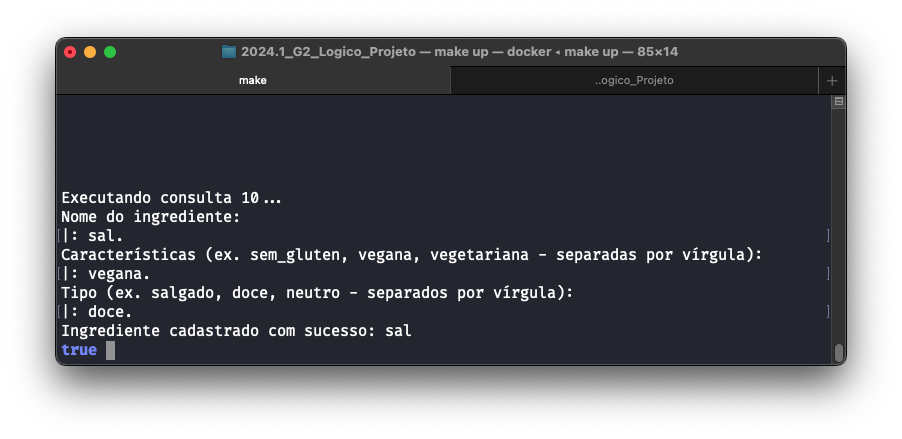 2024.1_G2_Logico_Projeto — make up — docker ◂ make up — 85×14
make
..ogico_Projeto
+
Executando consulta 10...
Nome do ingrediente:
[|: sal. ]
Características (ex. sem_gluten, vegana, vegetariana - separadas por vírgula):
[|: vegana. ]
Tipo (ex. salgado, doce, neutro - separados por vírgula):
[|: doce. ]
Ingrediente cadastrado com sucesso: sal
true